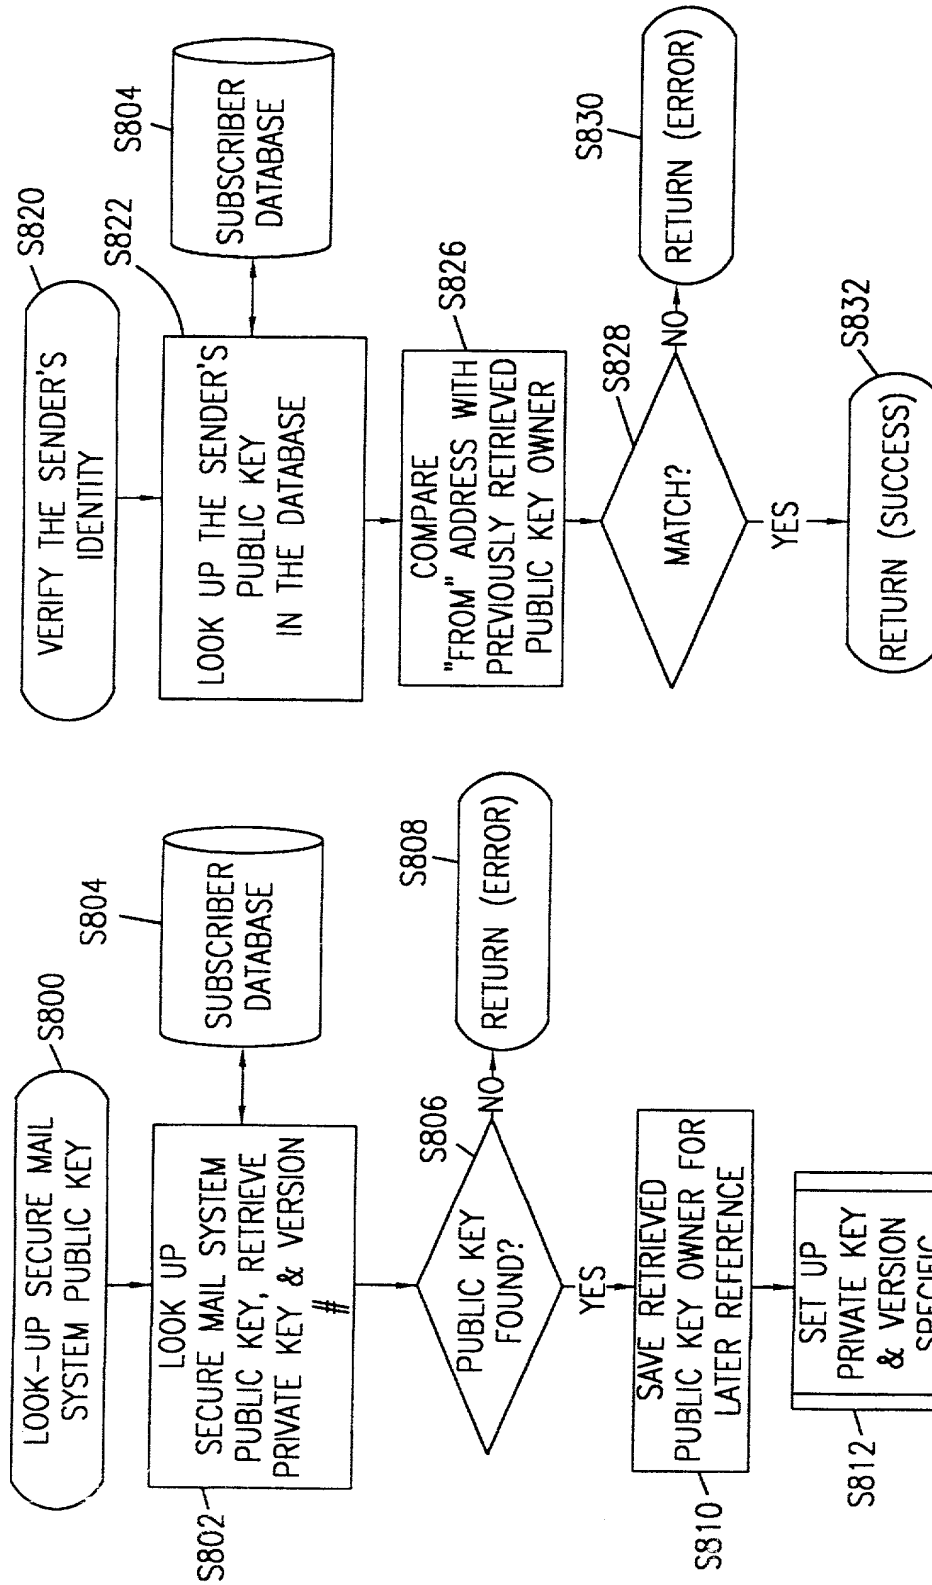 LOOK-UP SECURE MAIL
SYSTEM PUBLIC KEY
S800
LOOK UP
SECURE MAIL SYSTEM
PUBLIC KEY, RETRIEVE
PRIVATE KEY & VERSION
#
S802
SUBSCRIBER
DATABASE
S804
PUBLIC KEY
FOUND?
S806
NO
RETURN (ERROR)
S808
YES
SAVE RETRIEVED
PUBLIC KEY OWNER FOR
LATER REFERENCE
S810
SET UP
PRIVATE KEY
& VERSION
SPECIFIC
S812
VERIFY THE SENDER'S
IDENTITY
S820
LOOK UP THE SENDER'S
PUBLIC KEY
IN THE DATABASE
S822
SUBSCRIBER
DATABASE
S804
COMPARE
"FROM" ADDRESS WITH
PREVIOUSLY RETRIEVED
PUBLIC KEY OWNER
S826
MATCH?
S828
NO
RETURN (ERROR)
S830
YES
RETURN (SUCCESS)
S832